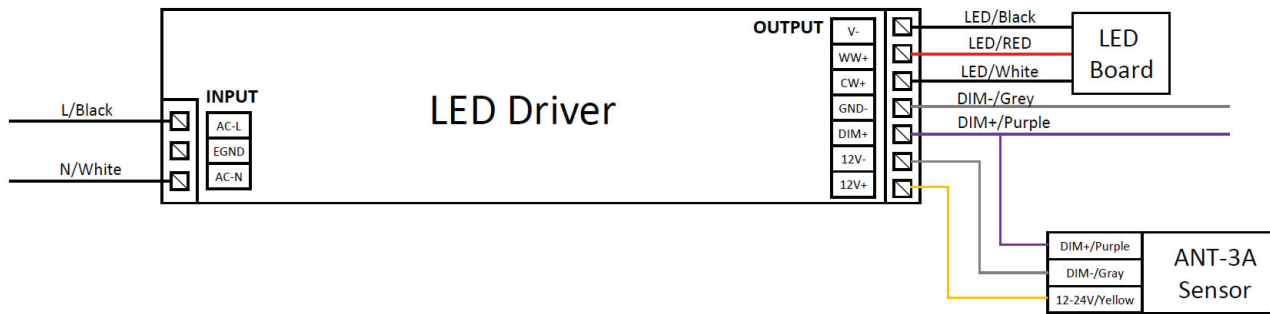 L/Black
N/White
INPUT
AC-L
EGND
AC-N
LED Driver
OUTPUT
V-
WW+
CW+
GND-
DIM+
12V-
12V+
LED/Black
LED/RED
LED/White
DIM-/Grey
DIM+/Purple
LED
Board
DIM+/Purple
DIM-/Gray
12-24V/Yellow
ANT-3A
Sensor